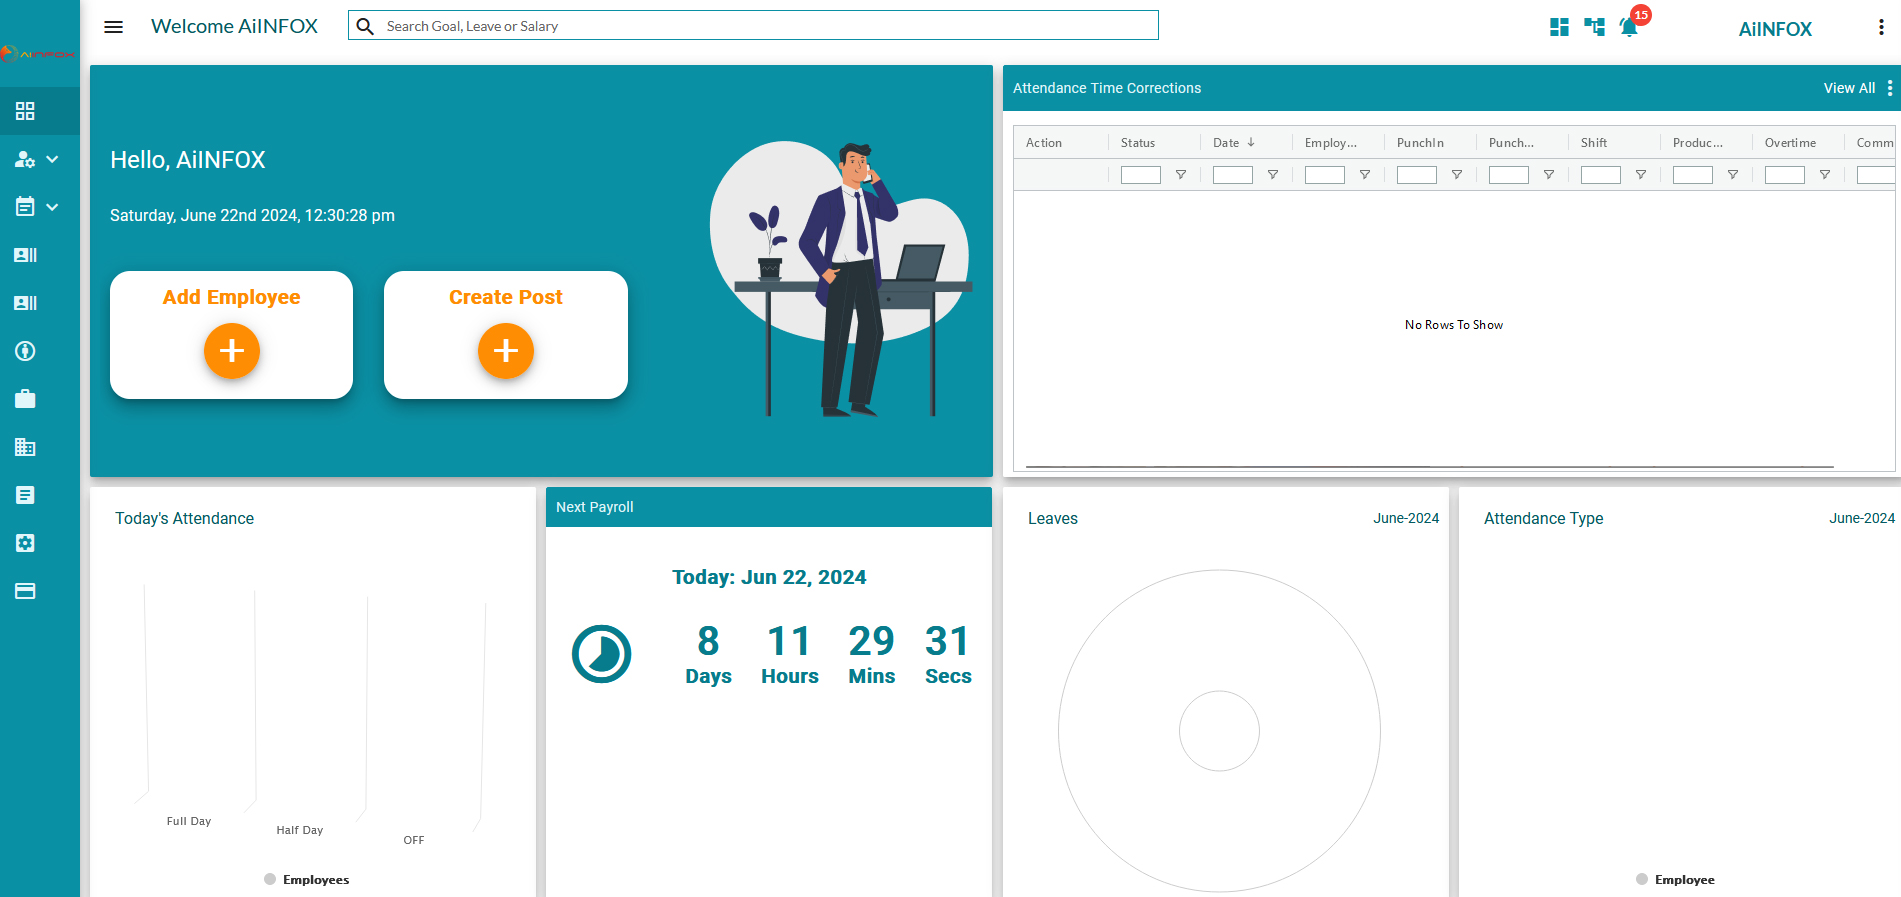 AiINFOX
Welcome AiINFOX
Search Goal, Leave or Salary
15
AiINFOX
Hello, AiINFOX
Saturday, June 22nd 2024, 12:30:28 pm
Add Employee
Create Post
Attendance Time Corrections
View All
Action Status Date Employ... PunchIn Punch... Shift Produc... Overtime Comm
No Rows To Show
Today's Attendance
Full Day
Half Day
OFF
Employees
Next Payroll
Today: Jun 22, 2024
8 11 29 31
Days Hours Mins Secs
Leaves June-2024
Attendance Type June-2024
Employee